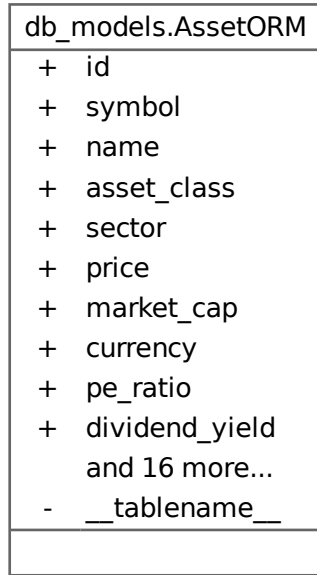 db_models.AssetORM
+ id
+ symbol
+ name
+ asset_class
+ sector
+ price
+ market_cap
+ currency
+ pe_ratio
+ dividend_yield
and 16 more...
- __tablename__